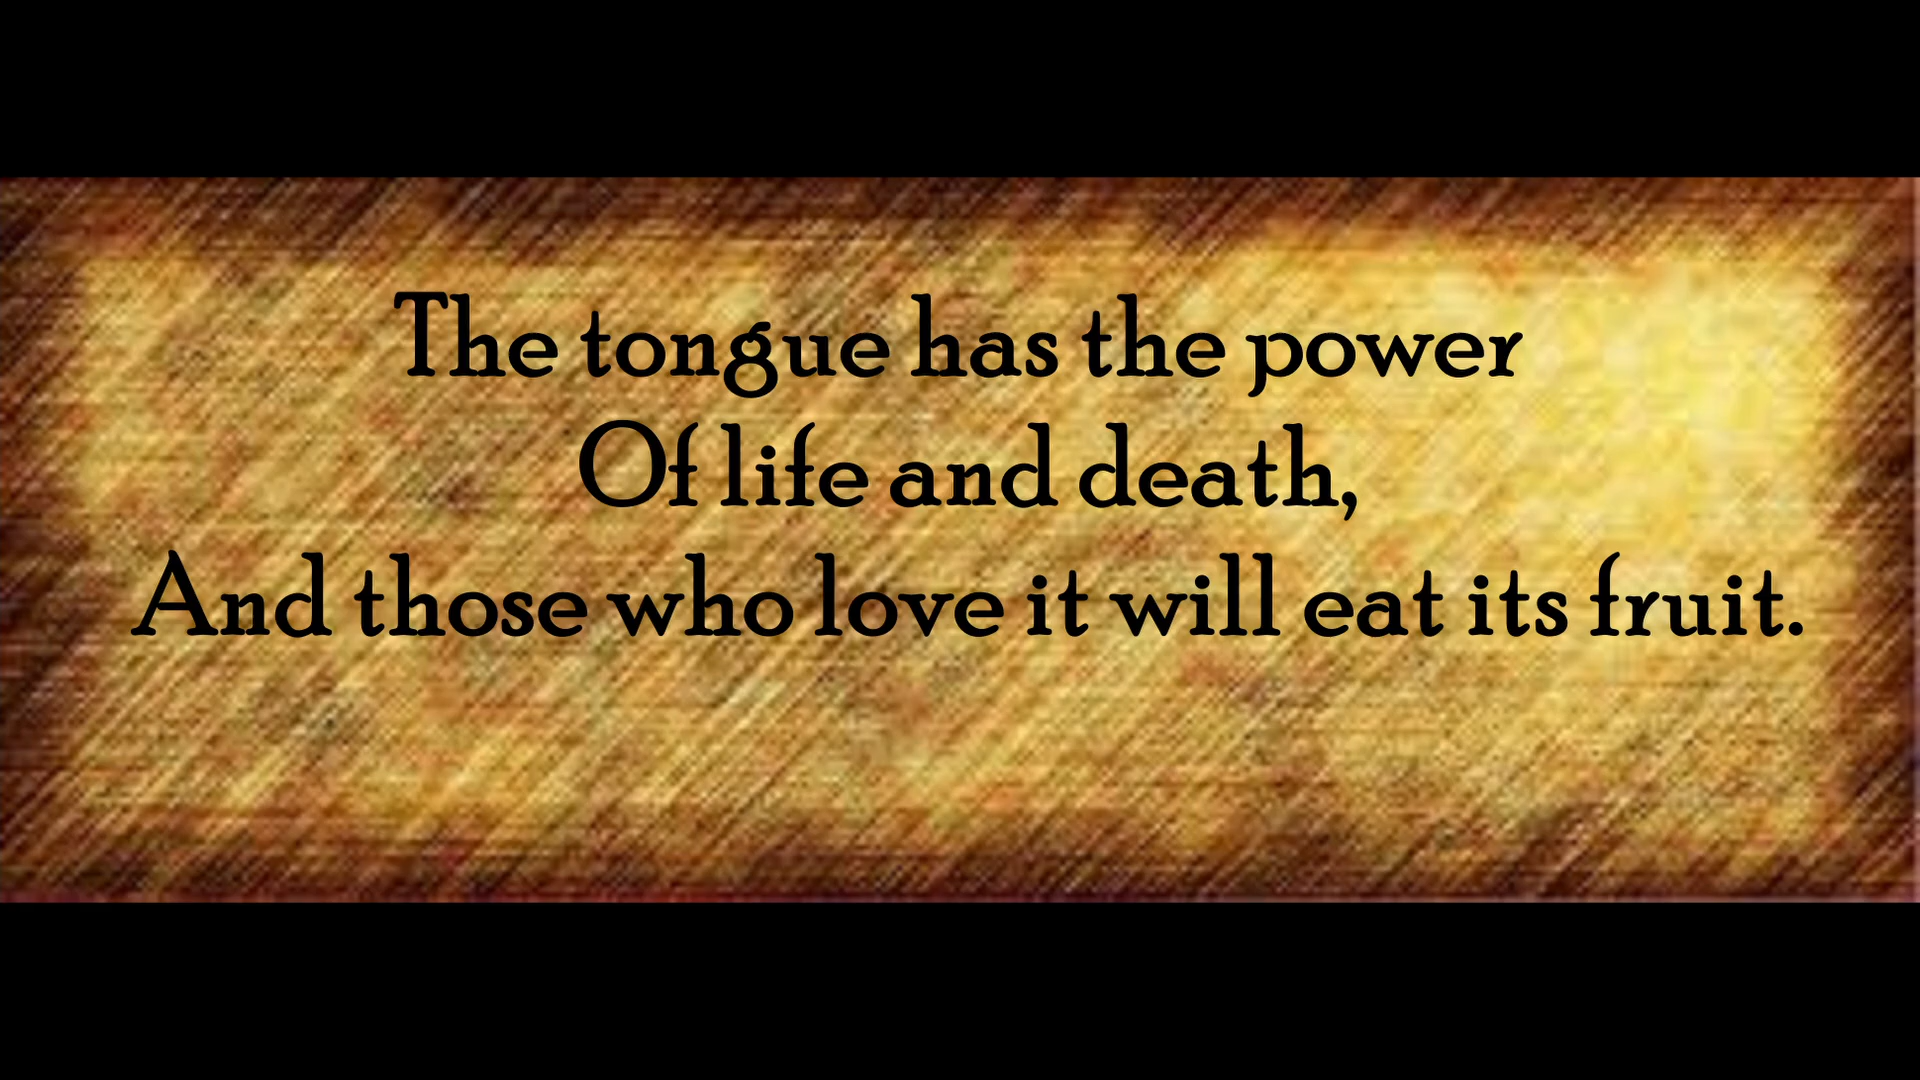 The tongue has the power
Of life and death,
And those who love it will eat its fruit.